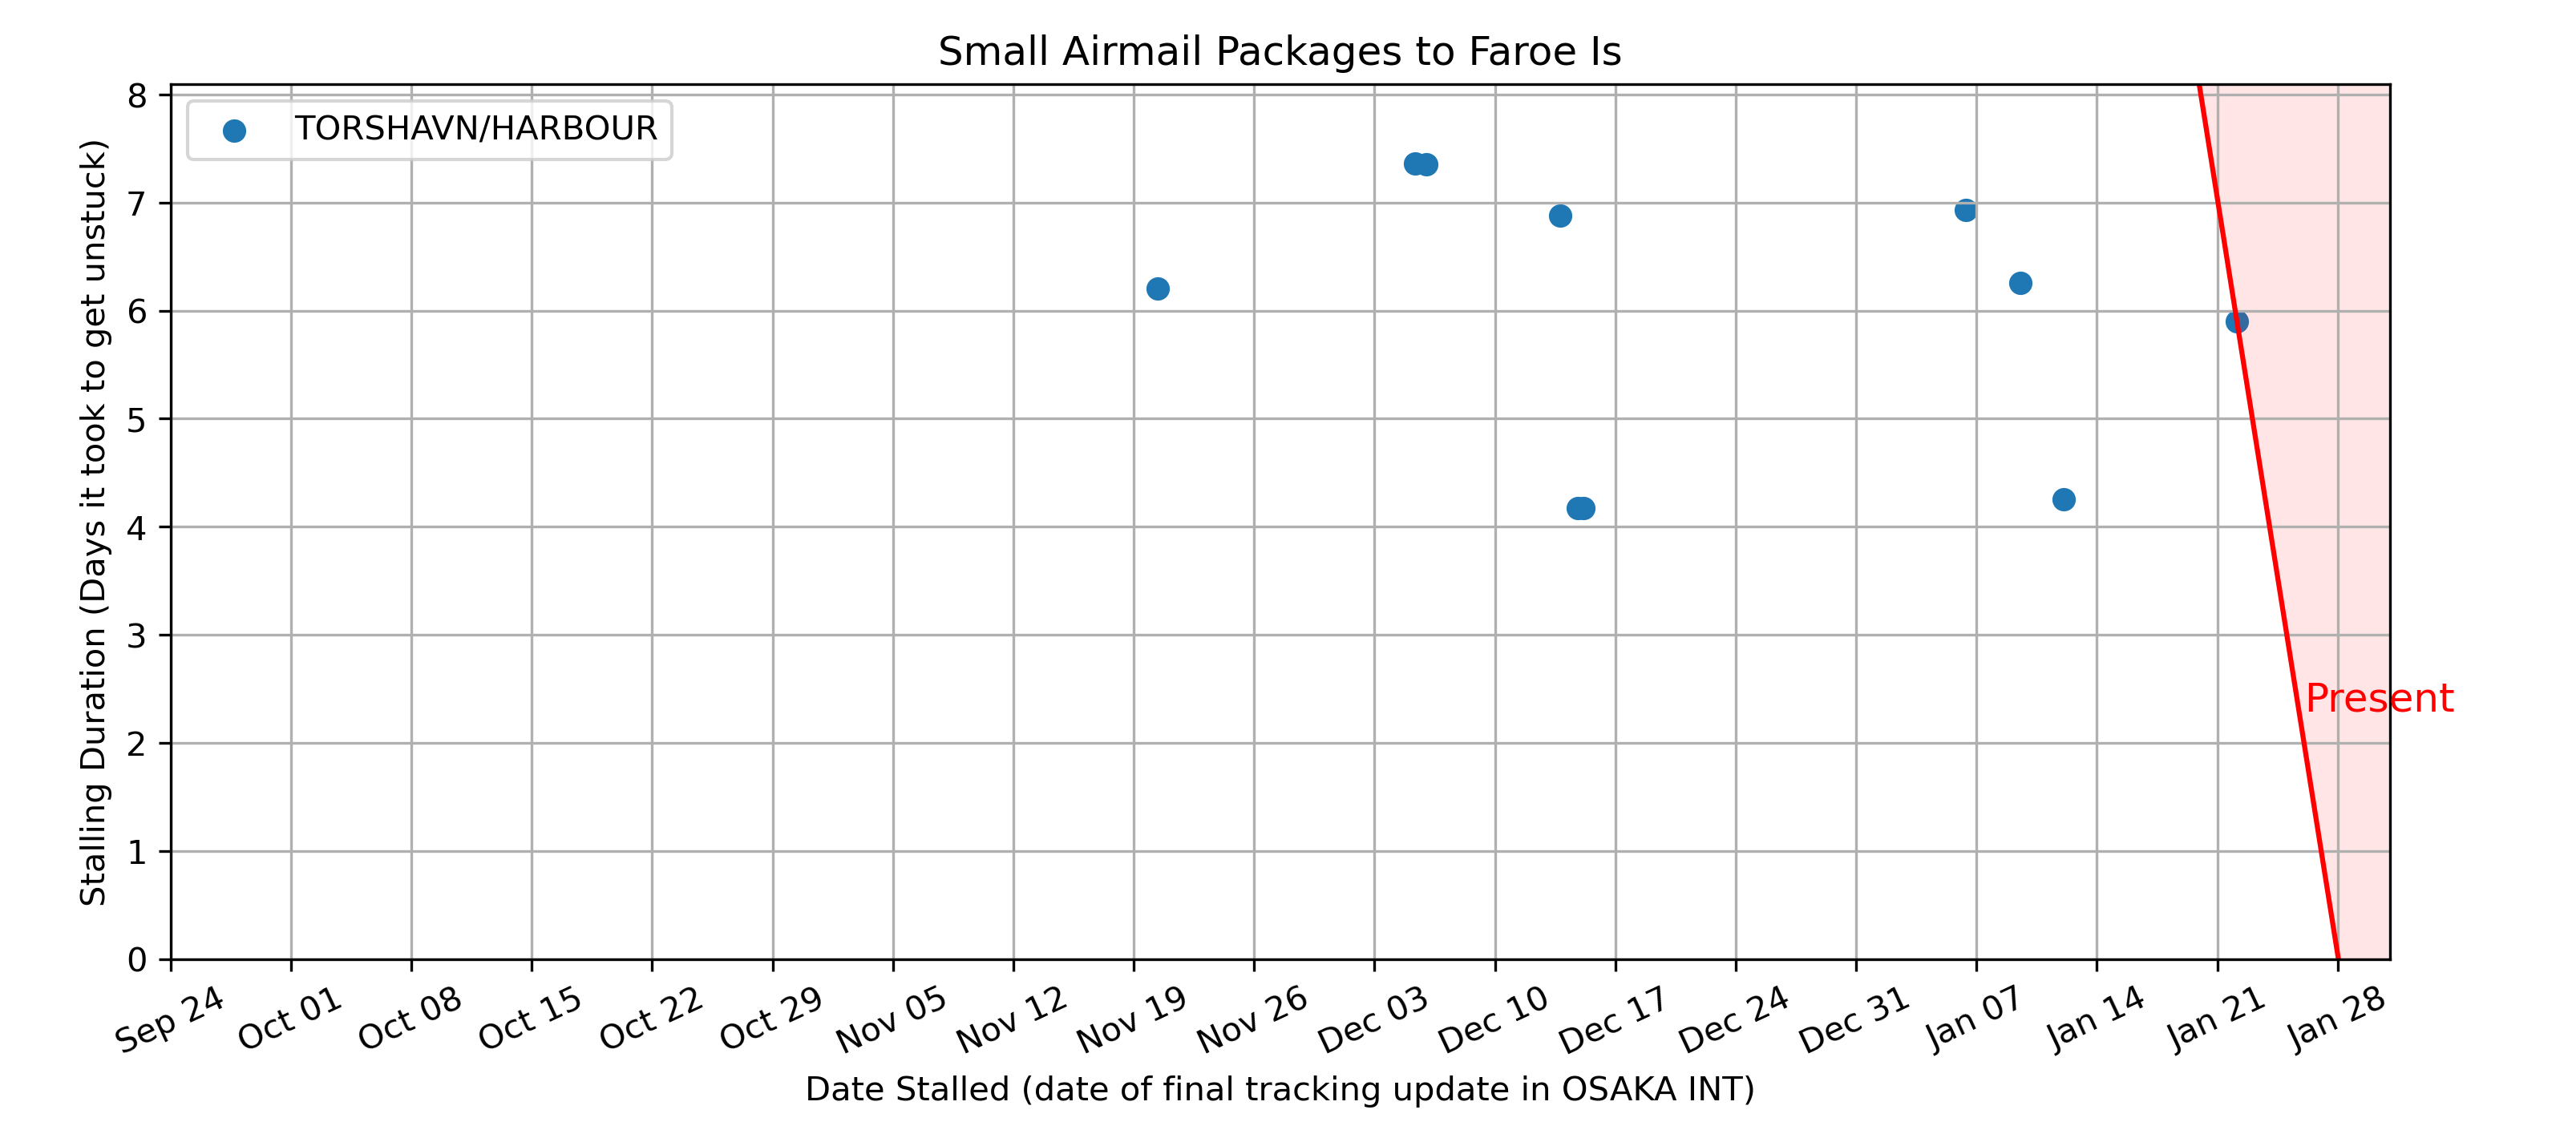 Small Airmail Packages to Faroe Is
TORSHAVN/HARBOUR
Stalling Duration (Days it took to get unstuck)
8
7
6
5
4
3
2
1
0
Present
Sep 24
Oct 01
Oct 08
Oct 15
Oct 22
Oct 29
Nov 05
Nov 12
Nov 19
Nov 26
Dec 03
Dec 10
Dec 17
Dec 24
Dec 31
Jan 07
Jan 14
Jan 21
Jan 28
Date Stalled (date of final tracking update in OSAKA INT)